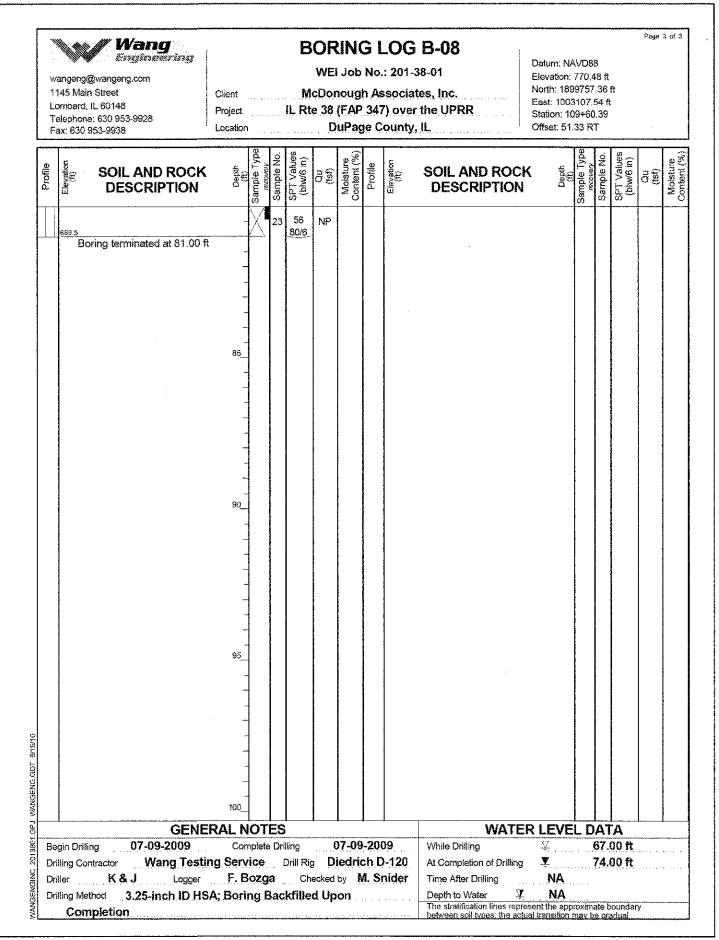 Page 3 of 3
Wang
Engineering
wangeng@wangeng.com
1145 Main Street
Lombard, IL 60148
Telephone: 630 953-9928
Fax: 630 953-9938
BORING LOG B-08
WEI Job No.: 201-38-01
Client McDonough Associates, Inc.
Project IL Rte 38 (FAP 347) over the UPRR
Location DuPage County, IL
Datum: NAVD88
Elevation: 770.48 ft
North: 1899757.36 ft
East: 1003107.54 ft
Station: 109+60.39
Offset: 51.33 RT
Profile
Elevation (ft)
SOIL AND ROCK DESCRIPTION
Depth (ft)
Sample Type recovery
Sample No.
SPT Values (blw/6 in)
Qu (tsf)
Moisture Content (%)
Profile
Elevation (ft)
SOIL AND ROCK DESCRIPTION
Depth (ft)
Sample Type recovery
Sample No.
SPT Values (blw/6 in)
Qu (tsf)
Moisture Content (%)
23 56 NP
80/6
689.5
Boring terminated at 81.00 ft
85
90
95
100
GENERAL NOTES
Begin Drilling 07-09-2009 Complete Drilling 07-09-2009
Drilling Contractor Wang Testing Service Drill Rig Diedrich D-120
Driller K & J Logger F. Bozga Checked by M. Snider
Drilling Method 3.25-inch ID HSA; Boring Backfilled Upon
Completion
WATER LEVEL DATA
While Drilling 67.00 ft
At Completion of Drilling 74.00 ft
Time After Drilling NA
Depth to Water NA
The stratification lines represent the approximate boundary
between soil types; the actual transition may be gradual
WANGENGINC 2013801.GPJ WANGENG.GDT 8/15/10